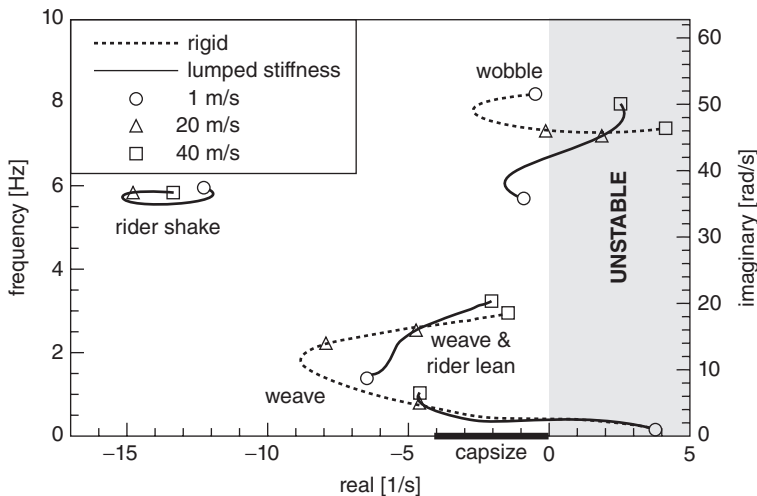 10
8
6
4
2
0
frequency [Hz]
rigid
lumped stiffness
1 m/s
20 m/s
40 m/s
wobble
rider shake
UNSTABLE
weave &
rider lean
weave
capsize
60
50
40
30
20
10
0
imaginary [rad/s]
−15
−10
−5
0
5
real [1/s]